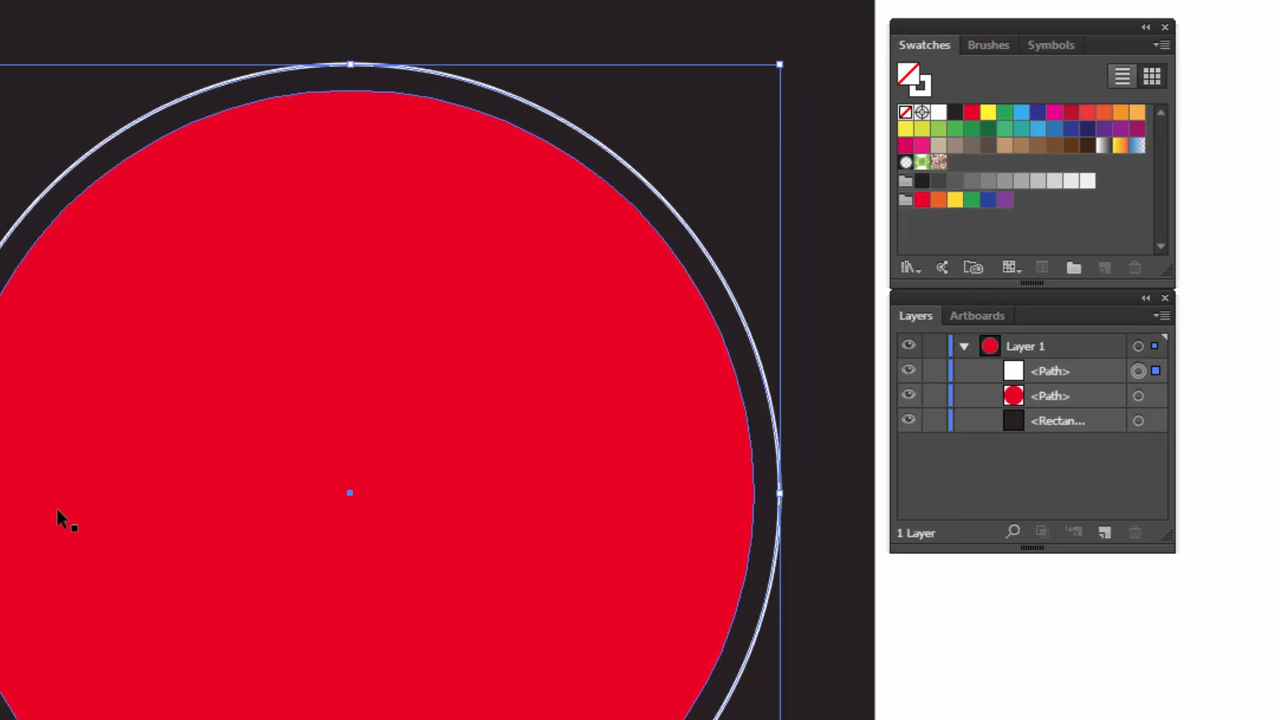 Swatches Brushes Symbols
Layers Artboards
Layer 1
<Path>
<Path>
<Rectan...
1 Layer